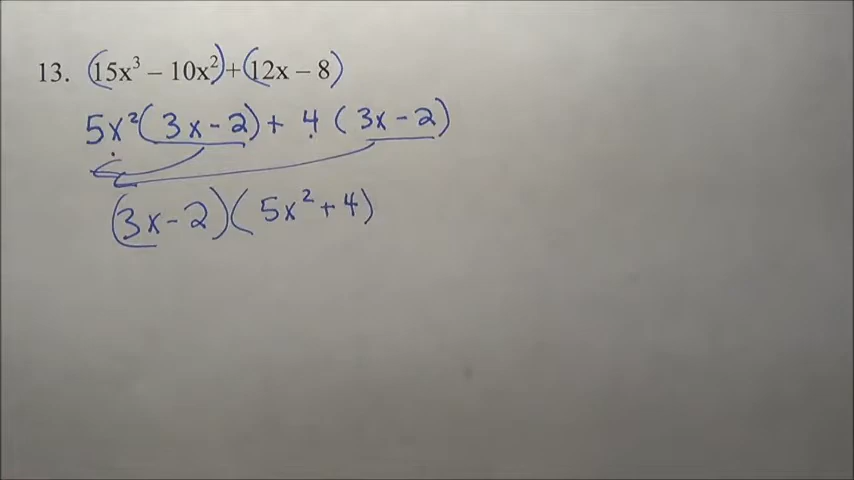 13. (15x³ – 10x²) + (12x – 8)
5x²(3x - 2) + 4 (3x - 2)
(3x - 2)(5x² + 4)